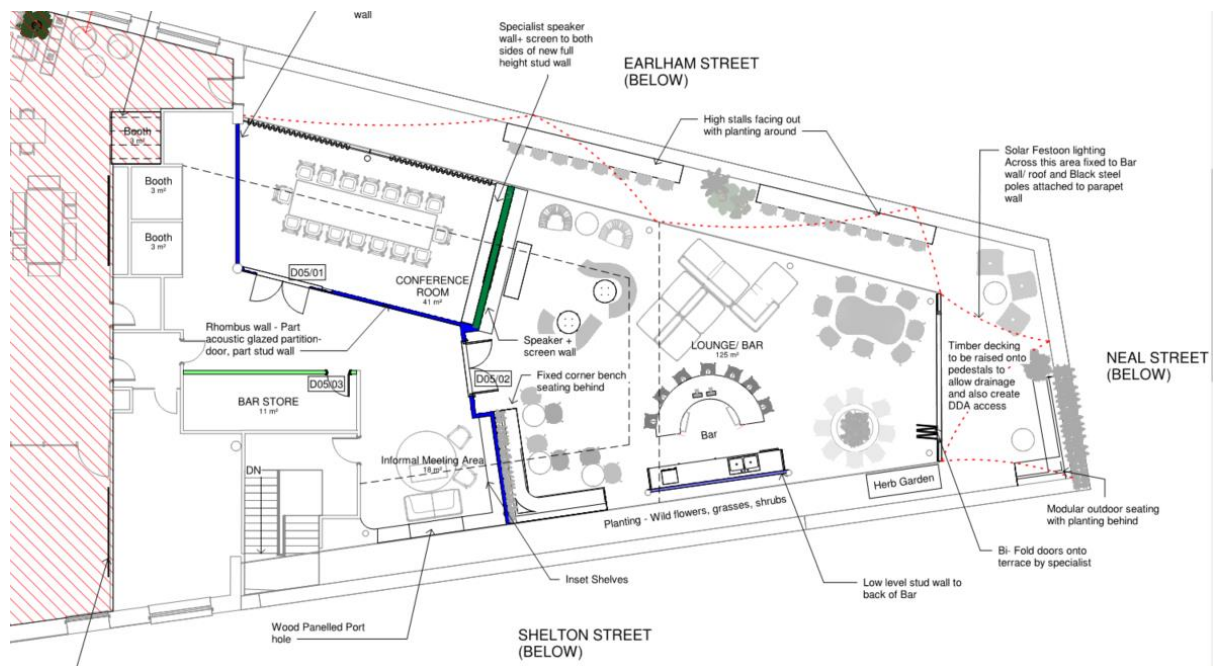 wall
Specialist speaker
wall+ screen to both
sides of new full
height stud wall
EARLHAM STREET
(BELOW)
High stalls facing out
with planting around
Solar Festoon lighting
Across this area fixed to Bar
wall/ roof and Black steel
poles attached to parapet
wall
Booth
3 m²
Booth
3 m²
Booth
3 m²
D05/01
CONFERENCE
ROOM
41 m²
Rhombus wall - Part
acoustic glazed partition-
door, part stud wall
Speaker +
screen wall
LOUNGE/ BAR
125 m²
Timber decking
to be raised onto
pedestals to
allow drainage
and also create
DDA access
NEAL STREET
(BELOW)
Fixed corner bench
seating behind
D05/02
D05/03
BAR STORE
11 m²
Bar
Informal Meeting Area
18 m²
DN
Herb Garden
Planting - Wild flowers, grasses, shrubs
Modular outdoor seating
with planting behind
Bi- Fold doors onto
terrace by specialist
Inset Shelves
Low level stud wall to
back of Bar
Wood Panelled Port
hole
SHELTON STREET
(BELOW)